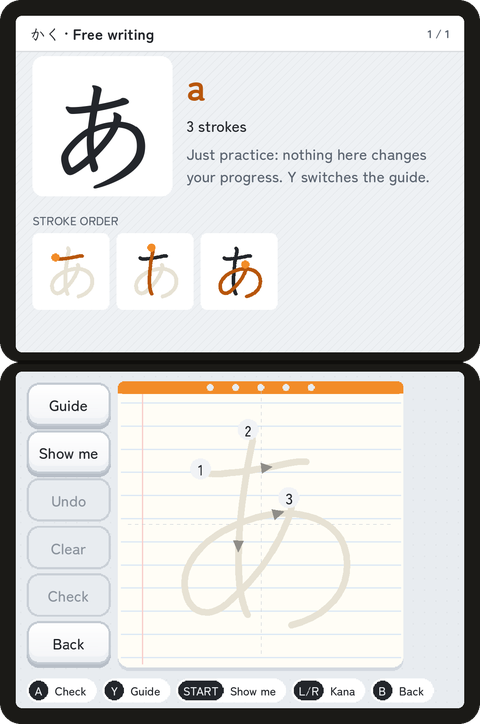 かく · Free writing
1 / 1
あ
a
3 strokes
Just practice: nothing here changes
your progress. Y switches the guide.
STROKE ORDER
あ あ あ
Guide
Show me
Undo
Clear
Check
Back
あ
1
2
3
A Check
Y Guide
START Show me
L/R Kana
B Back